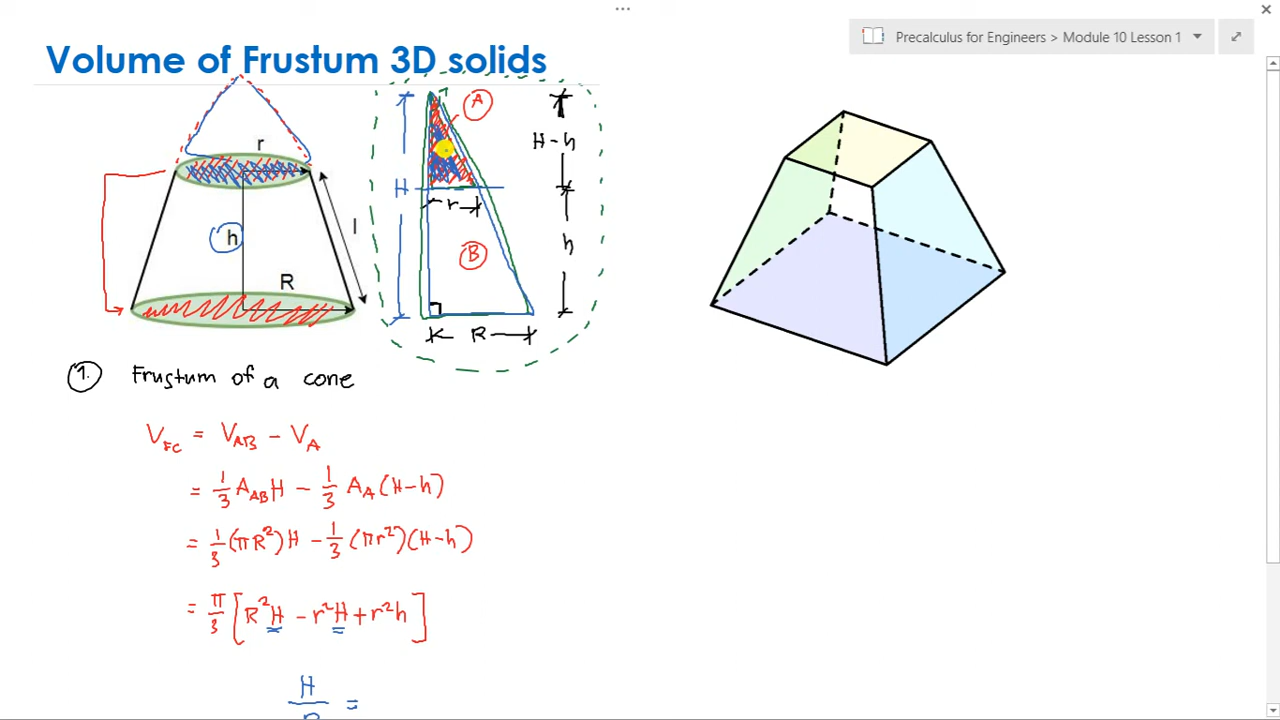 Precalculus for Engineers > Module 10 Lesson 1
Volume of Frustum 3D solids
r
h
l
R
A
H-h
H
r
h
B
R
1. Frustum of a cone
V_FC = V_AB - V_A
= 1/3 A_AB H - 1/3 A_A (H-h)
= 1/3 (πR²)H - 1/3 (πr²)(H-h)
= π/3 [R²H - r²H + r²h]
H/R =